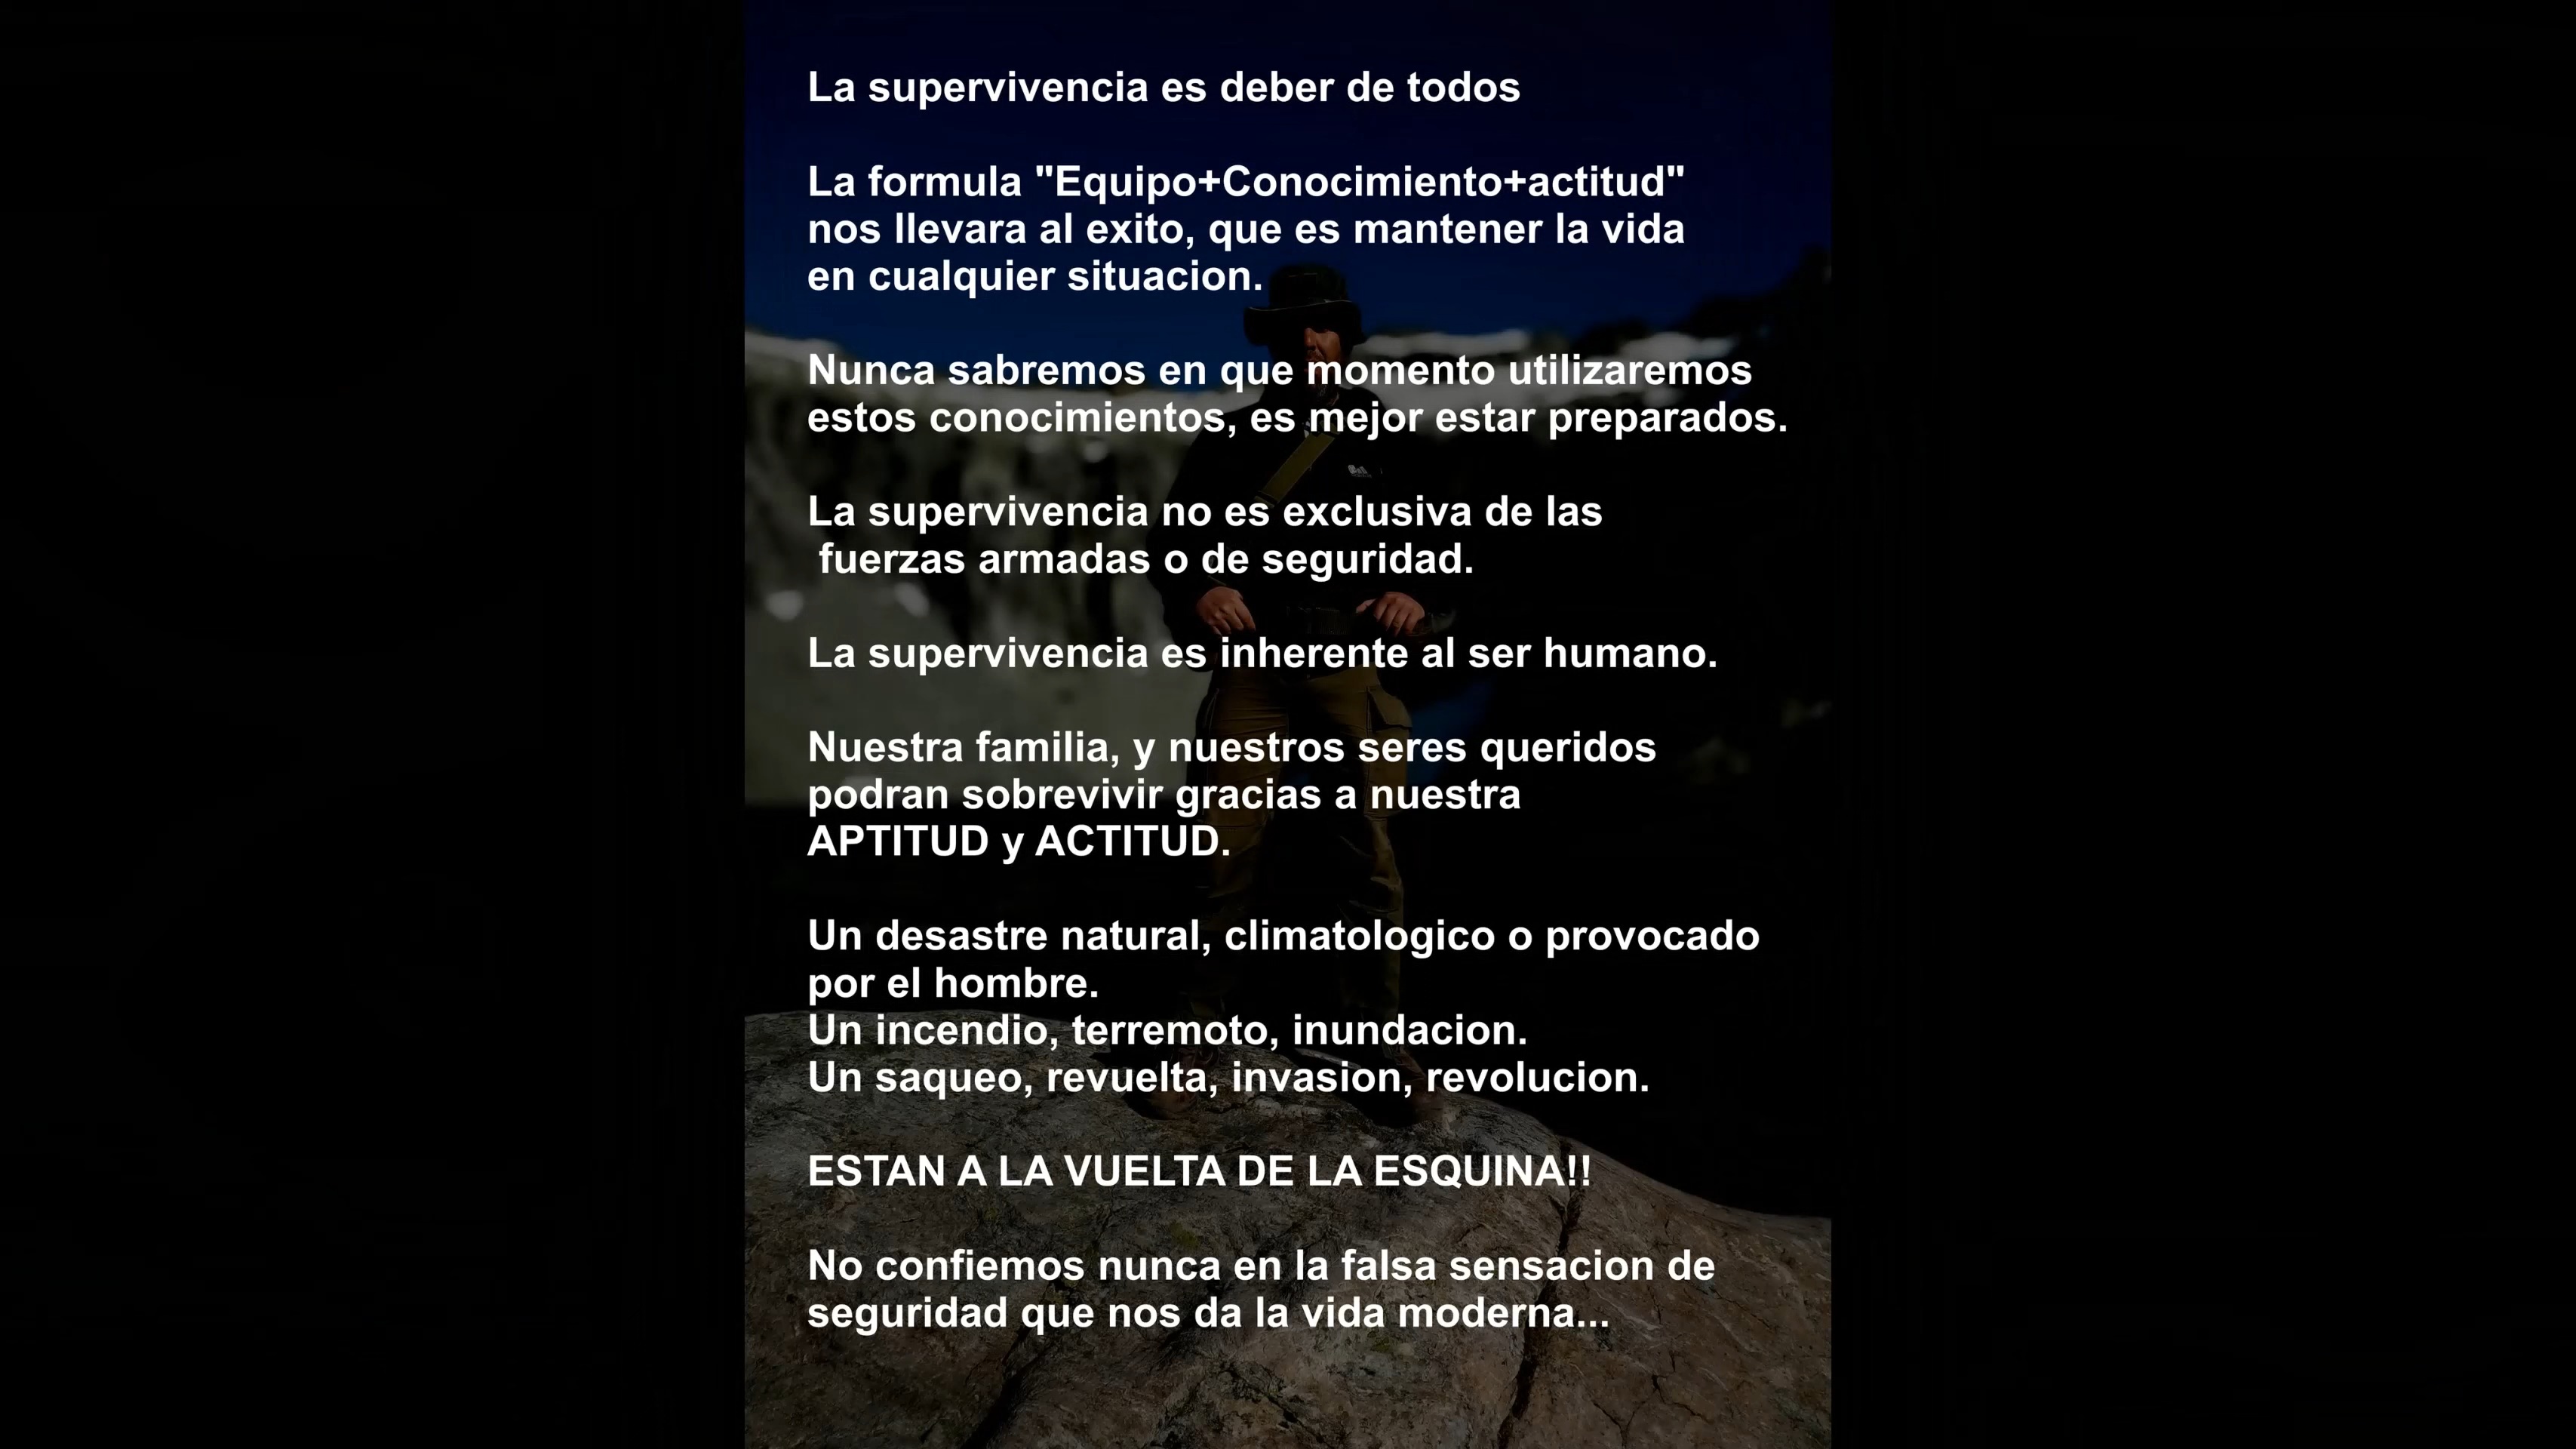 La supervivencia es deber de todos
La formula "Equipo+Conocimiento+actitud"
nos llevara al exito, que es mantener la vida
en cualquier situacion.
Nunca sabremos en que momento utilizaremos
estos conocimientos, es mejor estar preparados.
La supervivencia no es exclusiva de las
fuerzas armadas o de seguridad.
La supervivencia es inherente al ser humano.
Nuestra familia, y nuestros seres queridos
podran sobrevivir gracias a nuestra
APTITUD y ACTITUD.
Un desastre natural, climatologico o provocado
por el hombre.
Un incendio, terremoto, inundacion.
Un saqueo, revuelta, invasion, revolucion.
ESTAN A LA VUELTA DE LA ESQUINA!!
No confiemos nunca en la falsa sensacion de
seguridad que nos da la vida moderna...